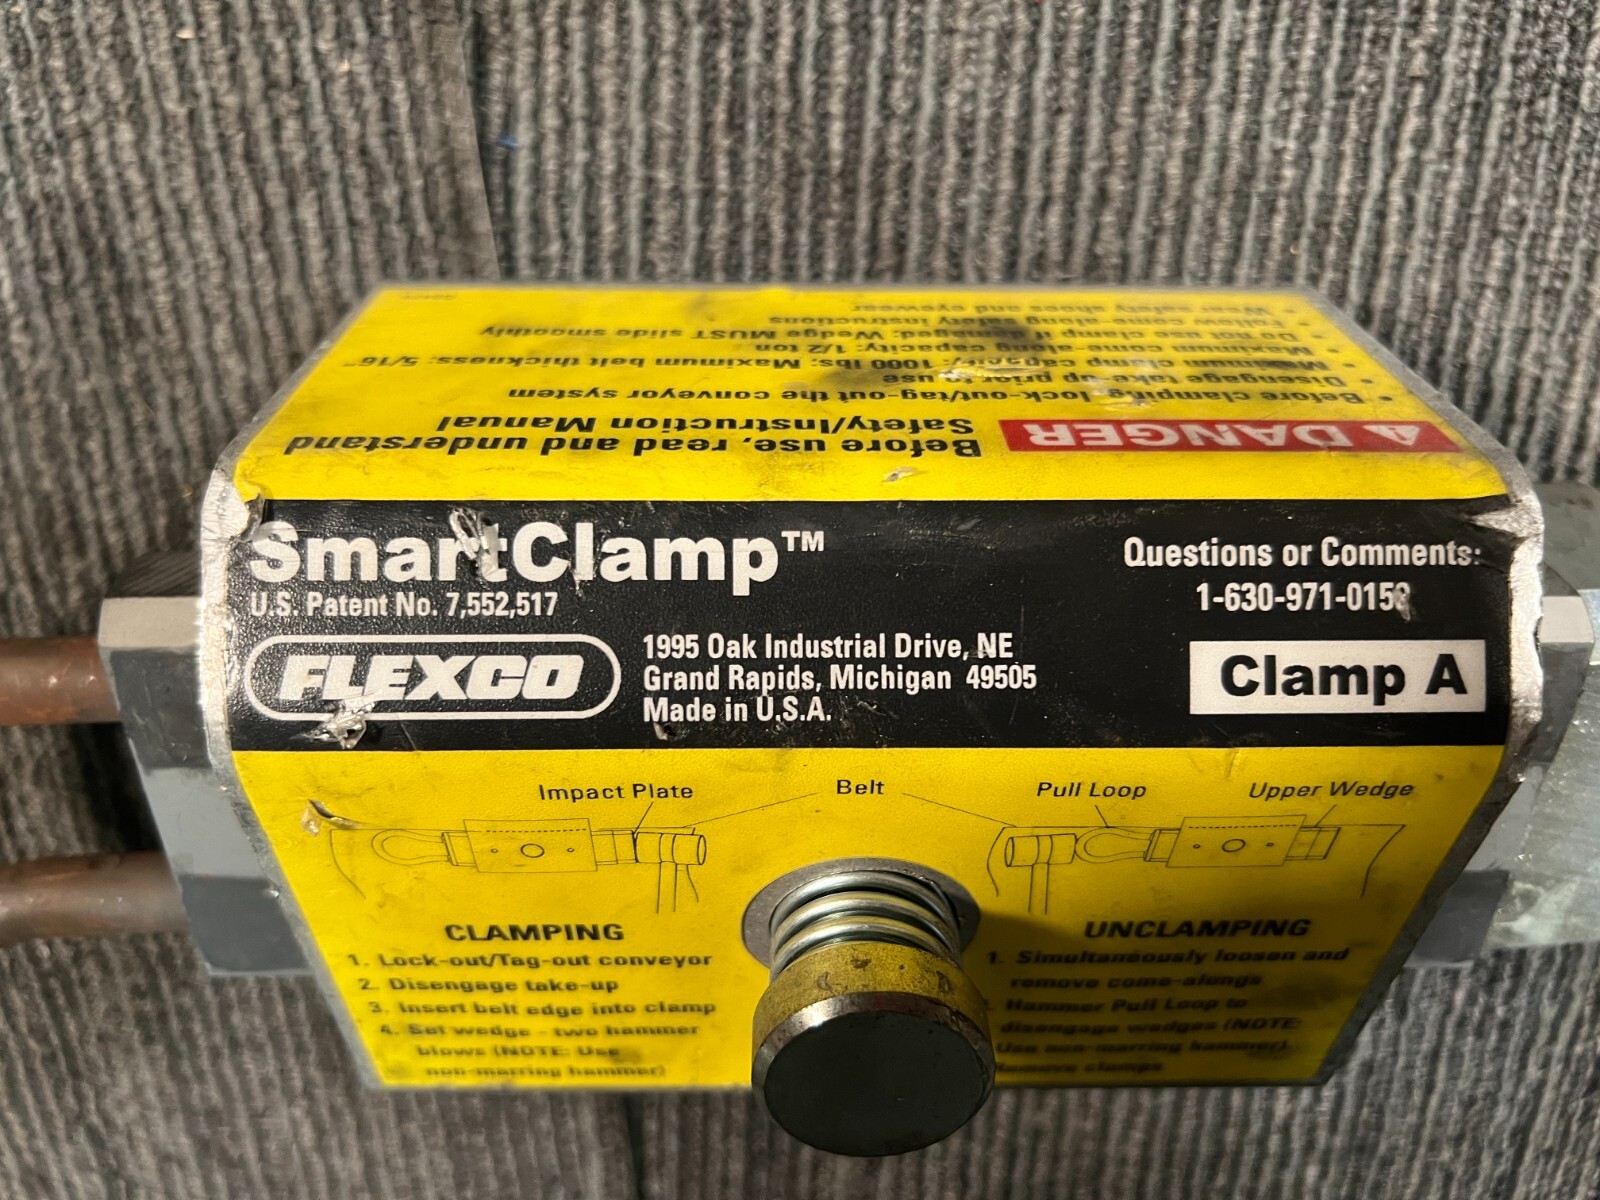 ⚠ DANGER
Before use, read and understand
Safety/Instruction Manual
• Before clamping, lock-out/tag-out the conveyor system
• Disengage take-up prior to use
• Maximum clamp capacity: 1000 lbs; Maximum belt thickness: 5/16"
• Maximum come-along capacity: 1/2 ton
• Do not use clamp if damaged; Wedge MUST slide smoothly
• Follow come-along safety instructions
• Wear safety shoes and eyewear
SmartClamp™
U.S. Patent No. 7,552,517
FLEXCO
1995 Oak Industrial Drive, NE
Grand Rapids, Michigan 49505
Made in U.S.A.
Questions or Comments:
1-630-971-015
Clamp A
Impact Plate
Belt
Pull Loop
Upper Wedge
CLAMPING
1. Lock-out/Tag-out conveyor
2. Disengage take-up
3. Insert belt edge into clamp
4. Set wedge - two hammer
blows (NOTE: Use
non-marring hammer)
UNCLAMPING
1. Simultaneously loosen and
remove come-alongs
Hammer Pull Loop to
disengage wedges (NOTE:
Use non-marring hammer)
Remove clamps